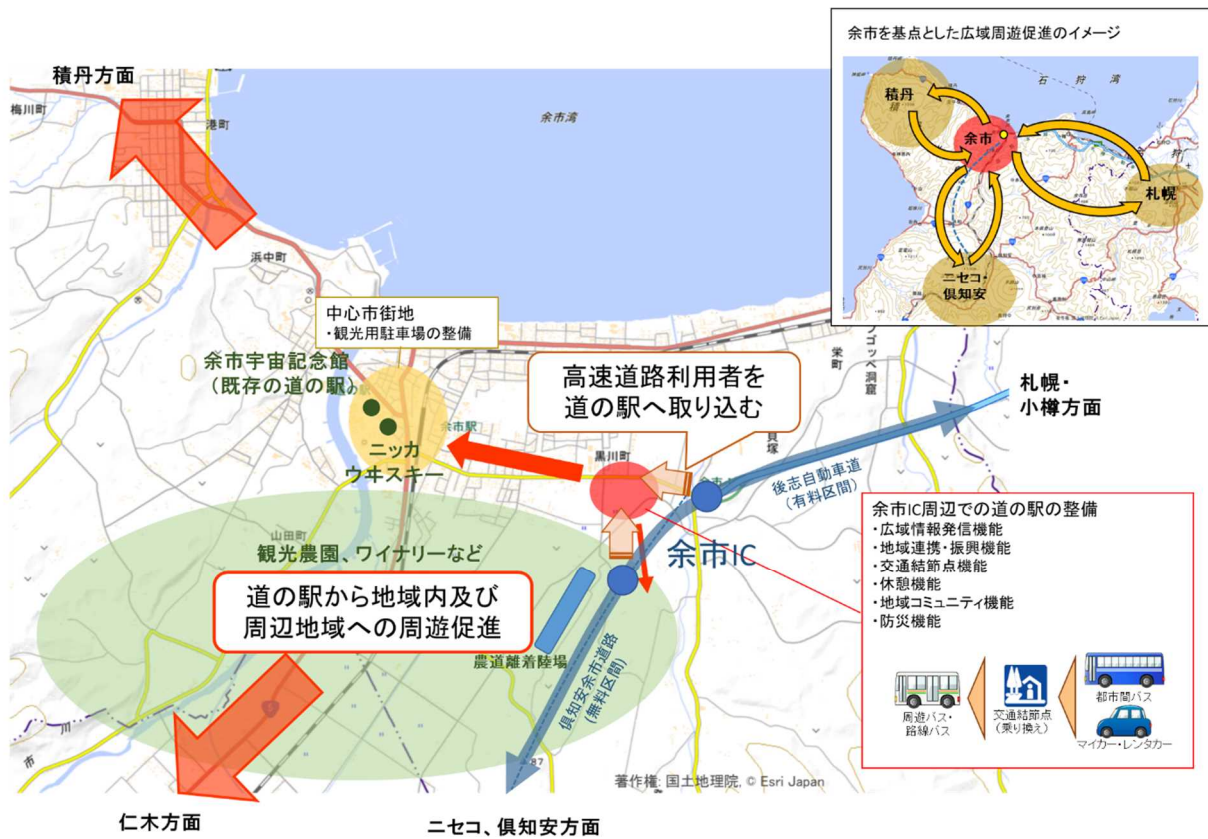 積丹方面
梅川町
港町
余市湾
浜中町
中心市街地
・観光用駐車場の整備
余市宇宙記念館
(既存の道の駅)
ニッカ
ウヰスキー
余市駅
高速道路利用者を
道の駅へ取り込む
黒川町
栄町
フゴッペ洞窟
貝塚
札幌・
小樽方面
後志自動車道
(有料区間)
余市IC
山田町
観光農園、ワイナリーなど
道の駅から地域内及び
周辺地域への周遊促進
農道離着陸場
倶知安余市道路
(無料区間)
87
5
川
市
著作権: 国土地理院, © Esri Japan
仁木方面
ニセコ、倶知安方面
余市を基点とした広域周遊促進のイメージ
石狩湾
積丹
余市
札幌
ニセコ・
倶知安
余市IC周辺での道の駅の整備
・広域情報発信機能
・地域連携・振興機能
・交通結節点機能
・休憩機能
・地域コミュニティ機能
・防災機能
周遊バス・
路線バス
交通結節点
(乗り換え)
都市間バス
マイカー・レンタカー